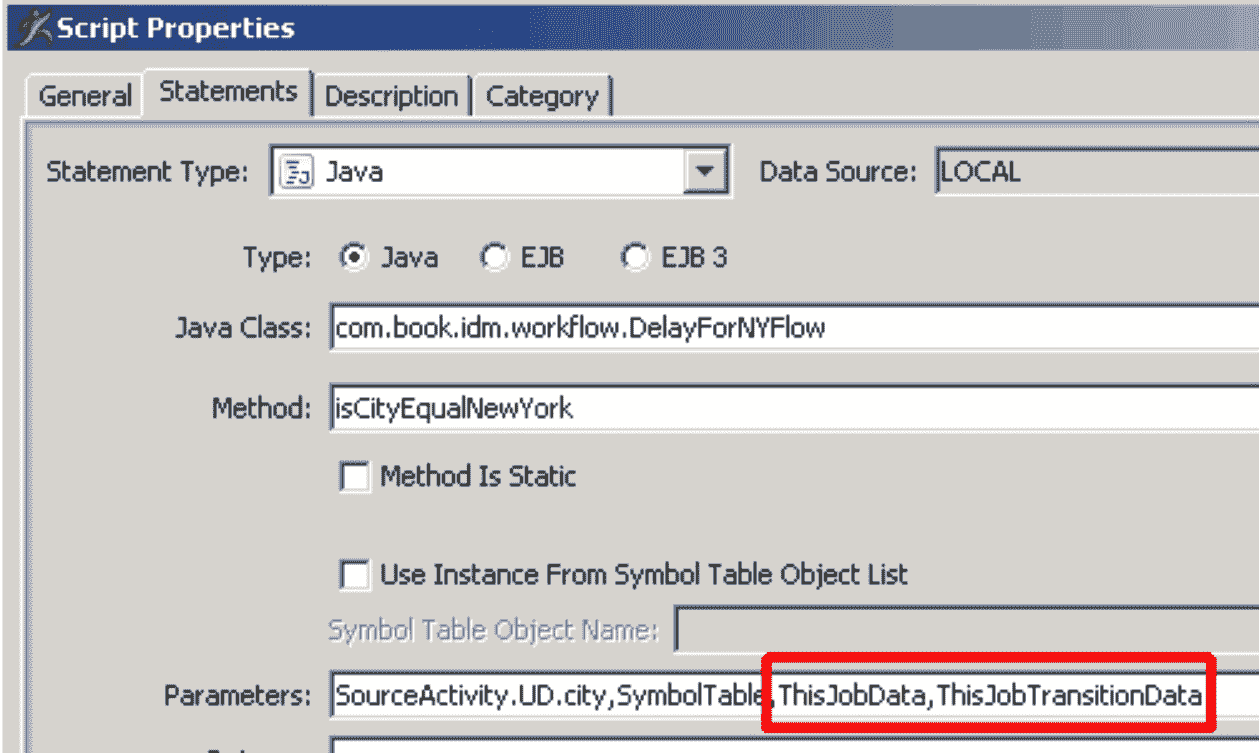 Script Properties
General Statements Description Category
Statement Type: Java Data Source: LOCAL
Type: Java EJB EJB 3
Java Class: com.book.idm.workflow.DelayForNYFlow
Method: isCityEqualNewYork
Method Is Static
Use Instance From Symbol Table Object List
Symbol Table Object Name:
Parameters: SourceActivity.UD.city,SymbolTable,ThisJobData,ThisJobTransitionData